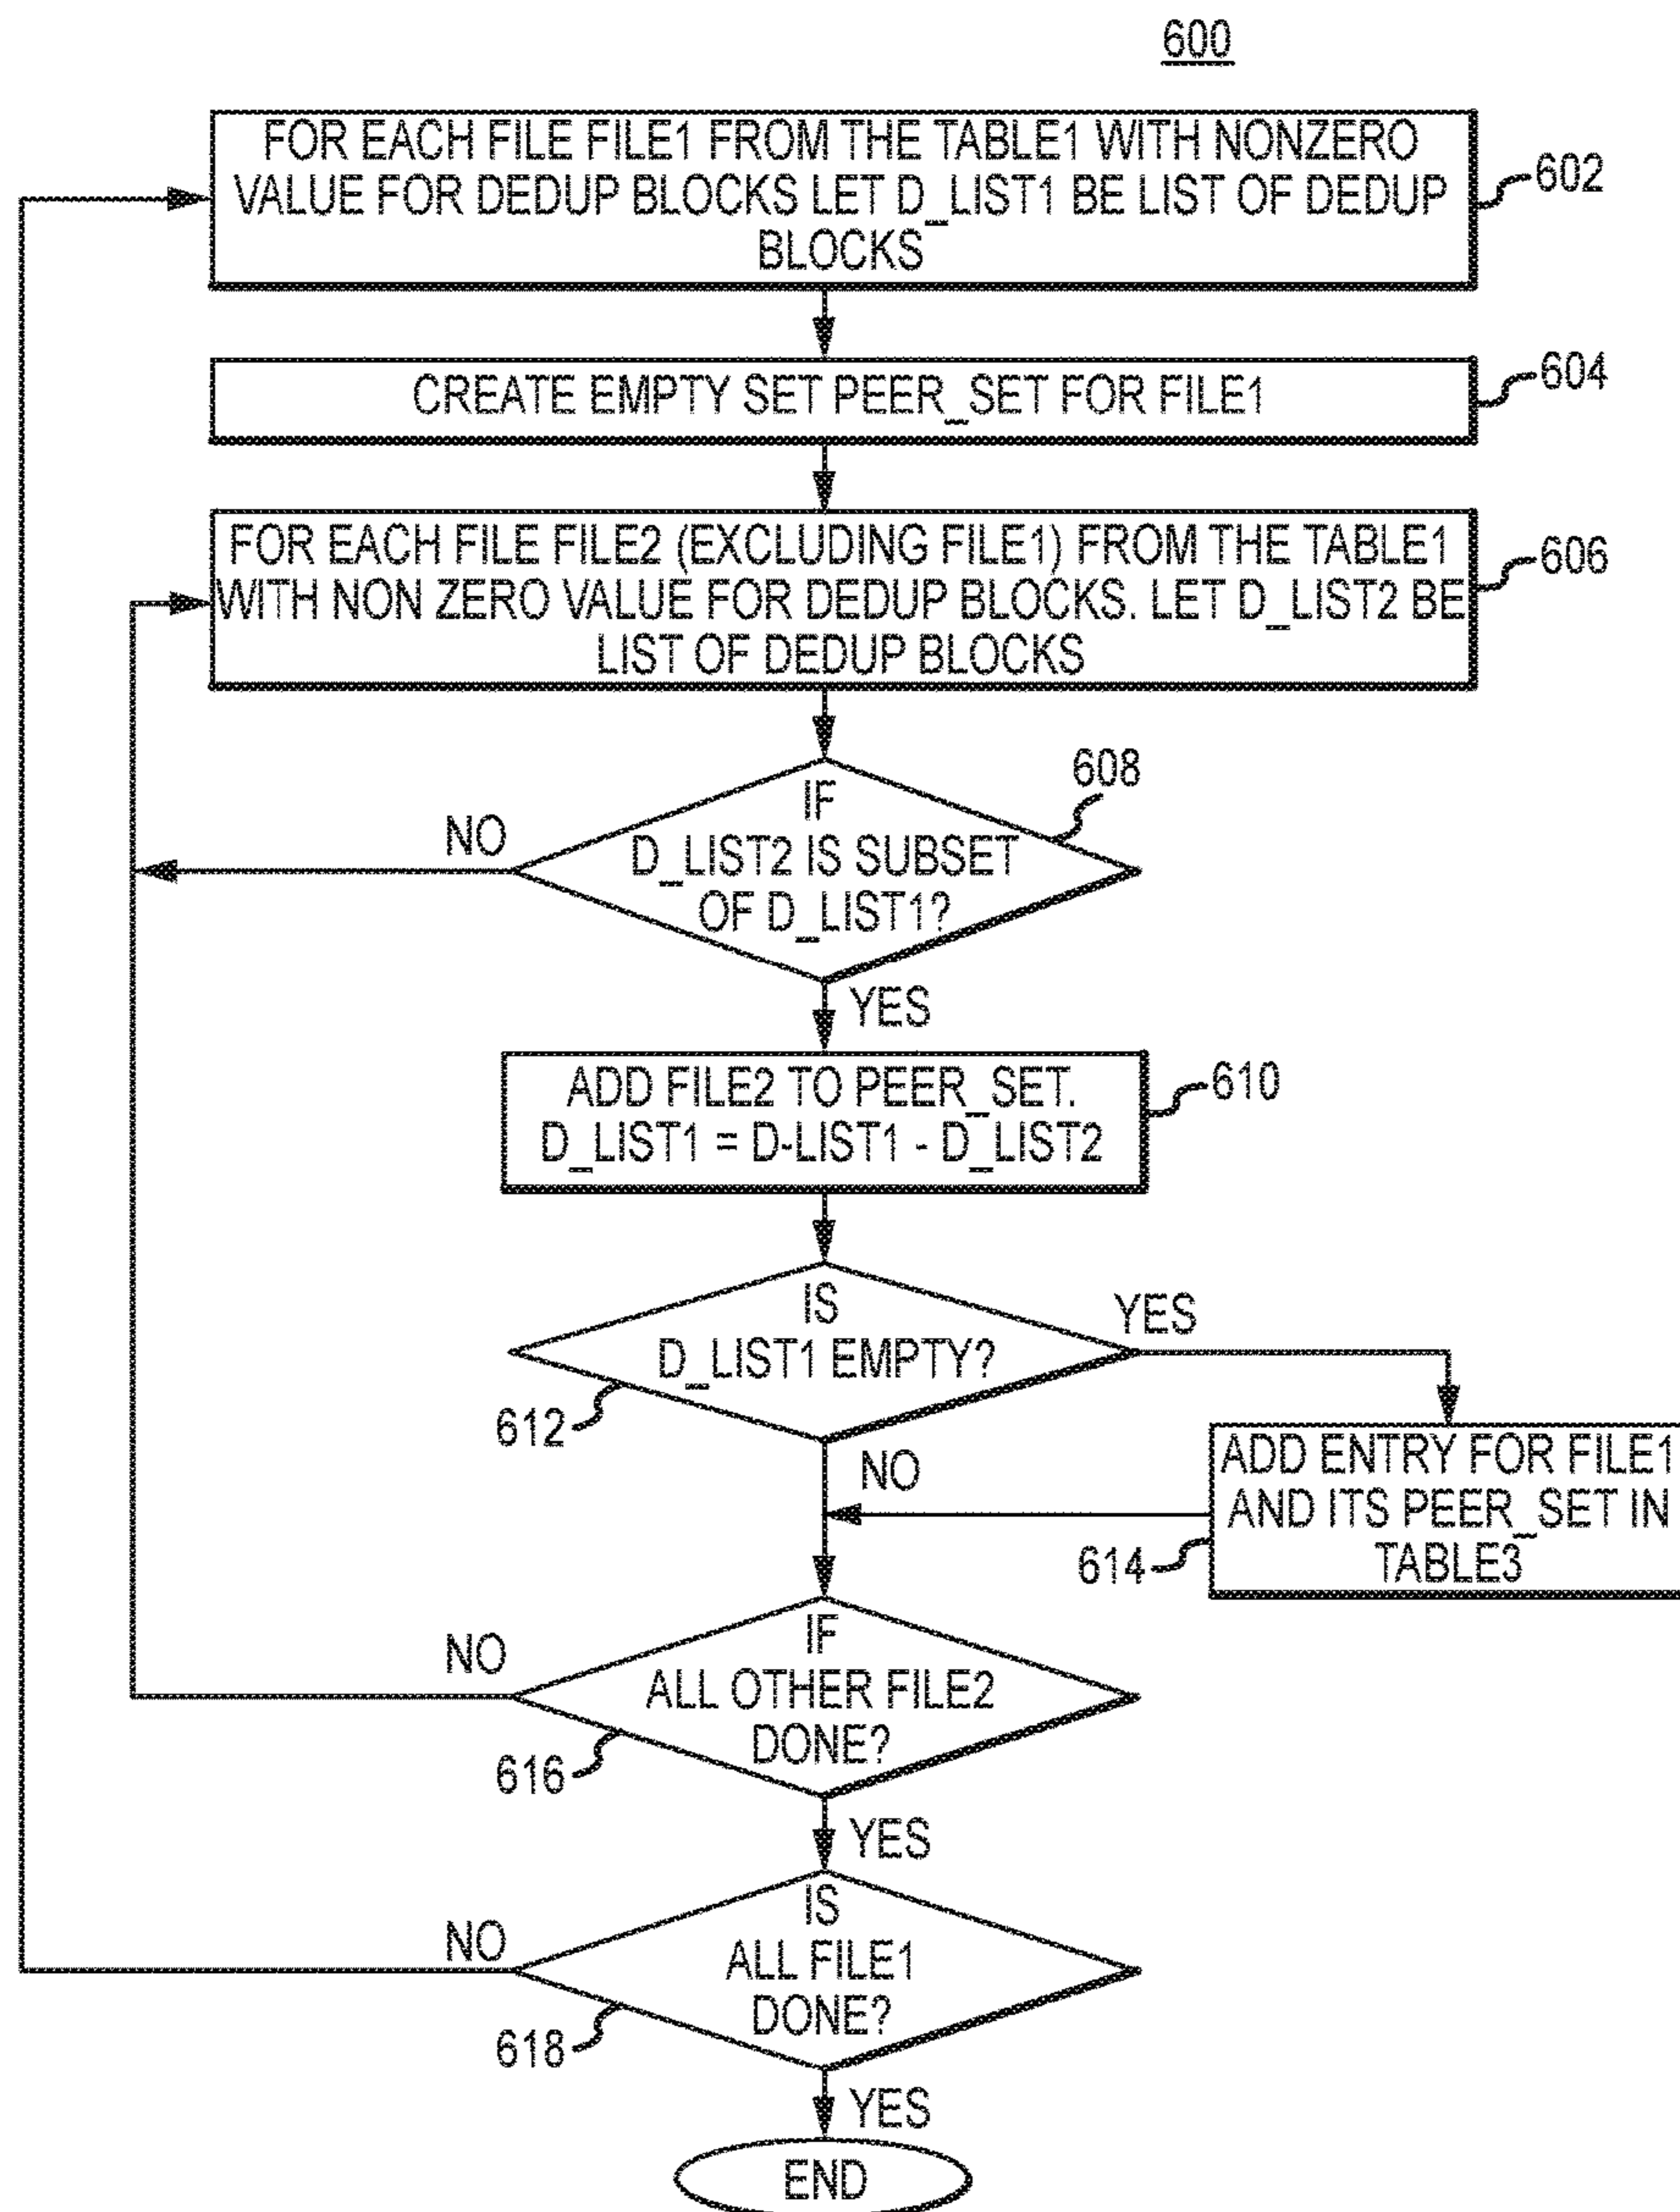 600
FOR EACH FILE FILE1 FROM THE TABLE1 WITH NONZERO
VALUE FOR DEDUP BLOCKS LET D_LIST1 BE LIST OF DEDUP
BLOCKS
602
CREATE EMPTY SET PEER_SET FOR FILE1
604
FOR EACH FILE FILE2 (EXCLUDING FILE1) FROM THE TABLE1
WITH NON ZERO VALUE FOR DEDUP BLOCKS. LET D_LIST2 BE
LIST OF DEDUP BLOCKS
606
608
IF
D_LIST2 IS SUBSET
OF D_LIST1?
NO
YES
ADD FILE2 TO PEER_SET.
D_LIST1 = D-LIST1 - D_LIST2
610
IS
D_LIST1 EMPTY?
YES
612
NO
ADD ENTRY FOR FILE1
AND ITS PEER_SET IN
TABLE3
614
IF
ALL OTHER FILE2
DONE?
NO
616
YES
IS
ALL FILE1
DONE?
NO
618
YES
END